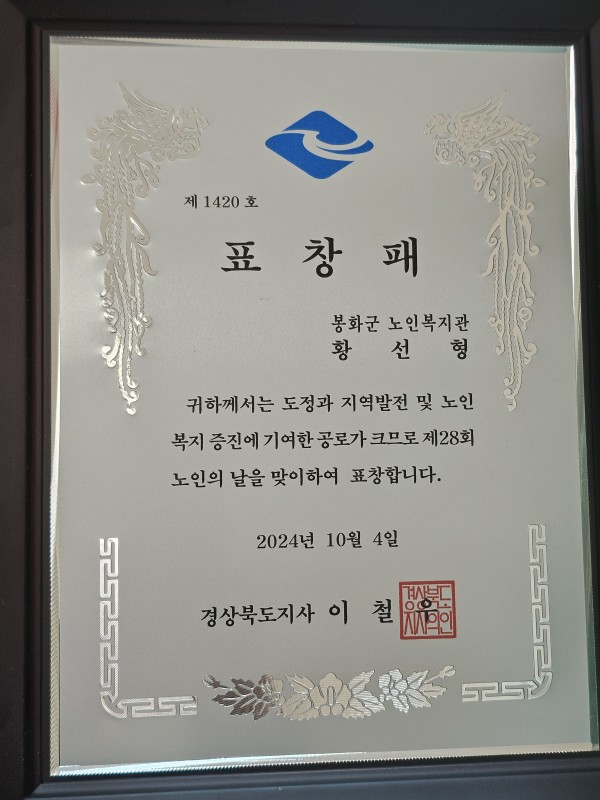 제 1420 호
표 창 패
봉화군 노인복지관
황 선 형
귀하께서는 도정과 지역발전 및 노인
복지 증진에 기여한 공로가 크므로 제28회
노인의 날을 맞이하여 표창합니다.
2024년 10월 4일
경상북도지사 이 철 우